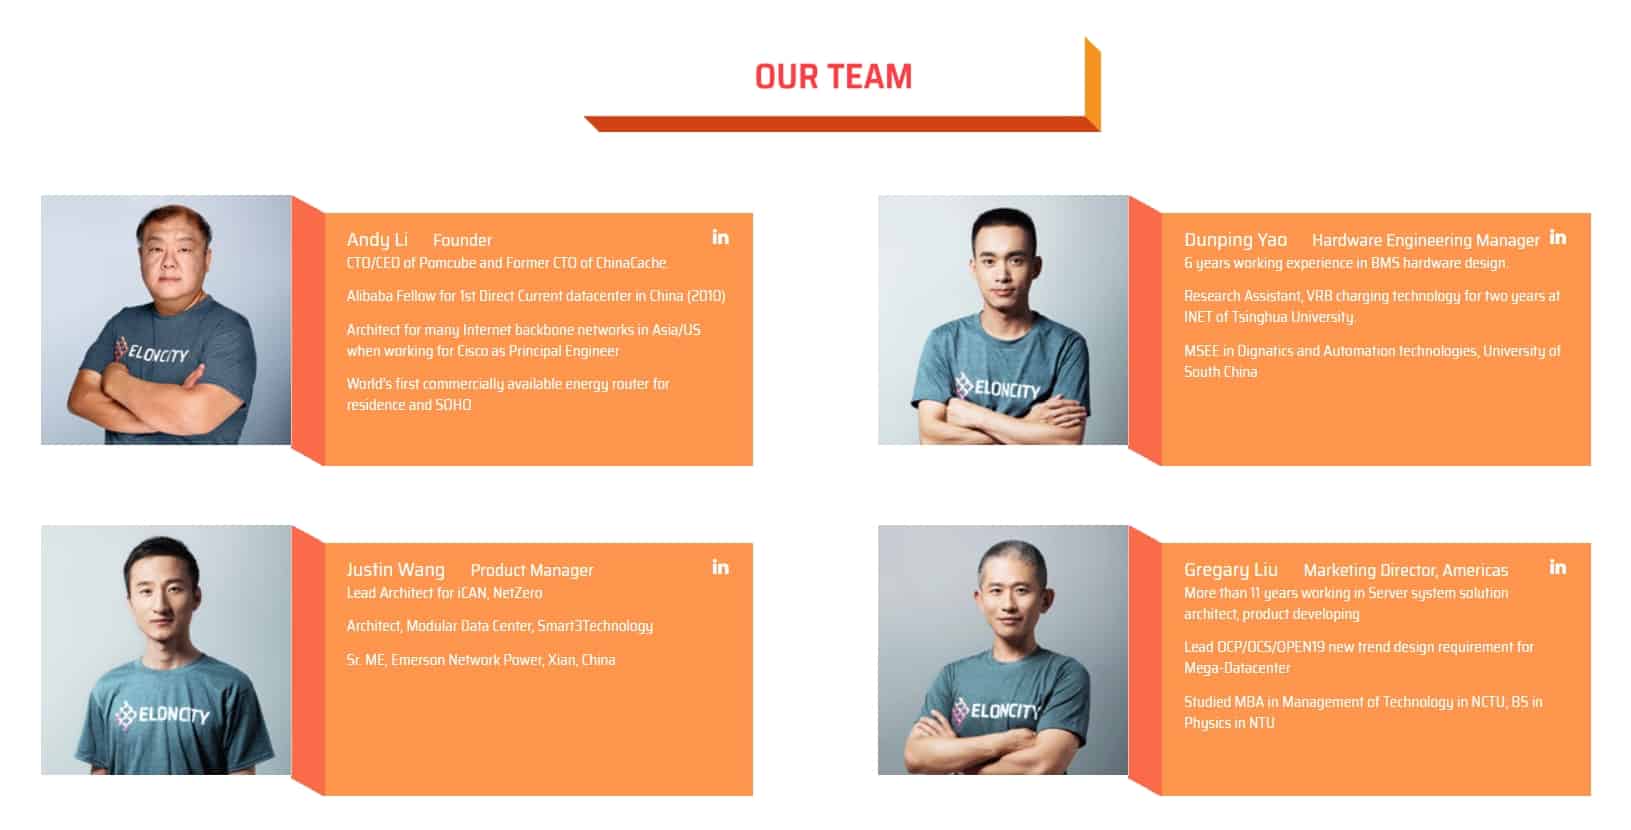 OUR TEAM
Andy Li Founder
CTO/CEO of Pomcube and Former CTO of ChinaCache.
Alibaba Fellow for 1st Direct Current datacenter in China (2010)
Architect for many Internet backbone networks in Asia/US
when working for Cisco as Principal Engineer
World's first commercially available energy router for
residence and SOHO
ELONCITY
Dunping Yao Hardware Engineering Manager
6 years working experience in BMS hardware design.
Research Assistant, VRB charging technology for two years at
INET of Tsinghua University.
MSEE in Dignatics and Automation technologies, University of
South China
ELONCITY
Justin Wang Product Manager
Lead Architect for iCAN, NetZero
Architect, Modular Data Center, Smart3Technology
Sr. ME, Emerson Network Power, Xian, China
ELONCITY
Gregary Liu Marketing Director, Americas
More than 11 years working in Server system solution
architect, product developing
Lead OCP/OCS/OPEN19 new trend design requirement for
Mega-Datacenter
Studied MBA in Management of Technology in NCTU; BS in
Physics in NTU
ELONCITY
in
in
in
in